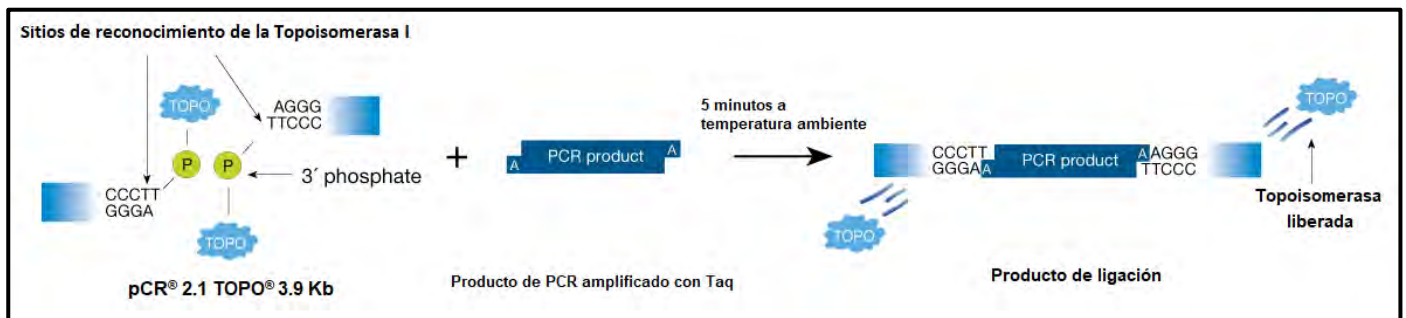 Sitios de reconocimiento de la Topoisomerasa I
TOPO
AGGG
TTCCC
P P
3´ phosphate
CCCTT
GGGA
TOPO
pCR® 2.1 TOPO® 3.9 Kb
+
A PCR product A
Producto de PCR amplificado con Taq
5 minutos a
temperatura ambiente
TOPO
CCCTT PCR product AAGGG
GGGAA TTCCC
TOPO
Topoisomerasa
liberada
Producto de ligación